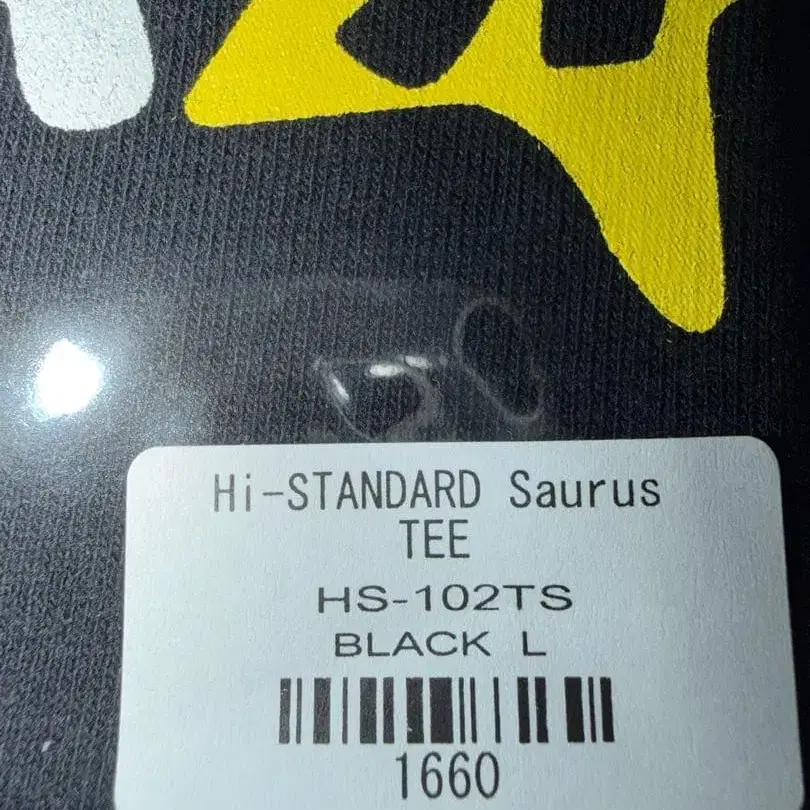 Hi-STANDARD Saurus
TEE
HS-102TS
BLACK L
1660